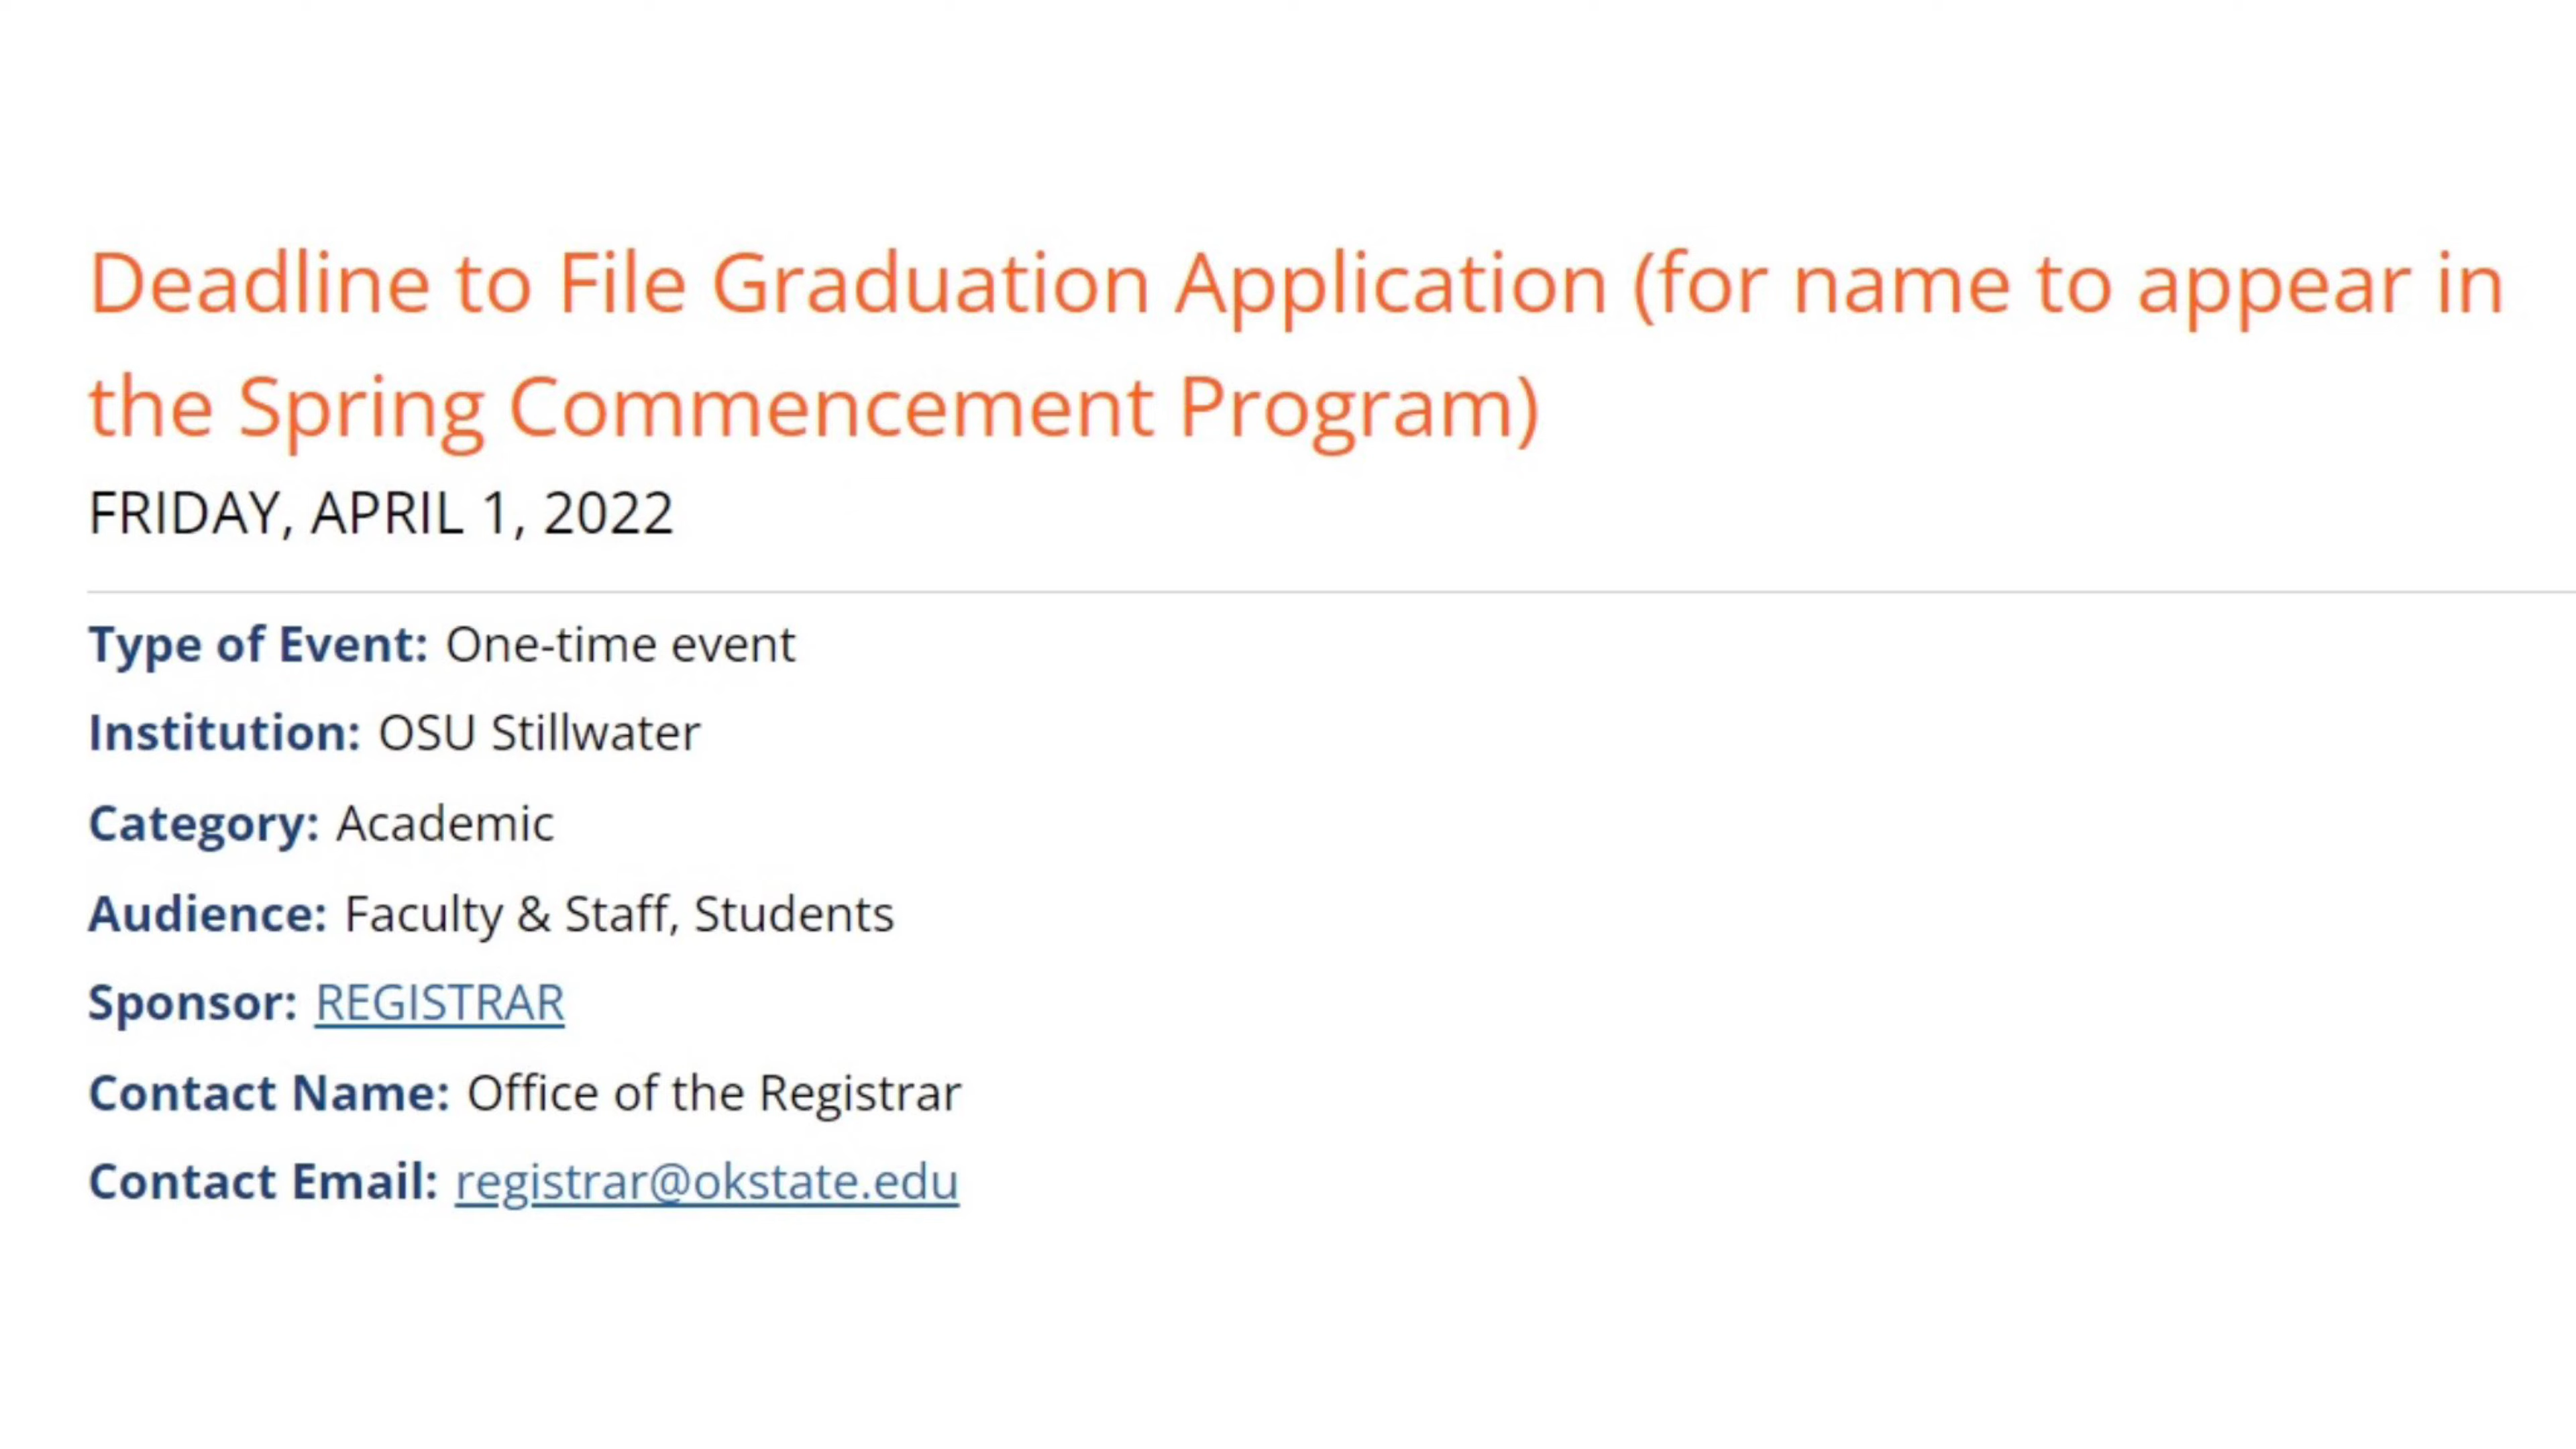 Deadline to File Graduation Application (for name to appear in
the Spring Commencement Program)
FRIDAY, APRIL 1, 2022
Type of Event: One-time event
Institution: OSU Stillwater
Category: Academic
Audience: Faculty & Staff, Students
Sponsor: REGISTRAR
Contact Name: Office of the Registrar
Contact Email: registrar@okstate.edu